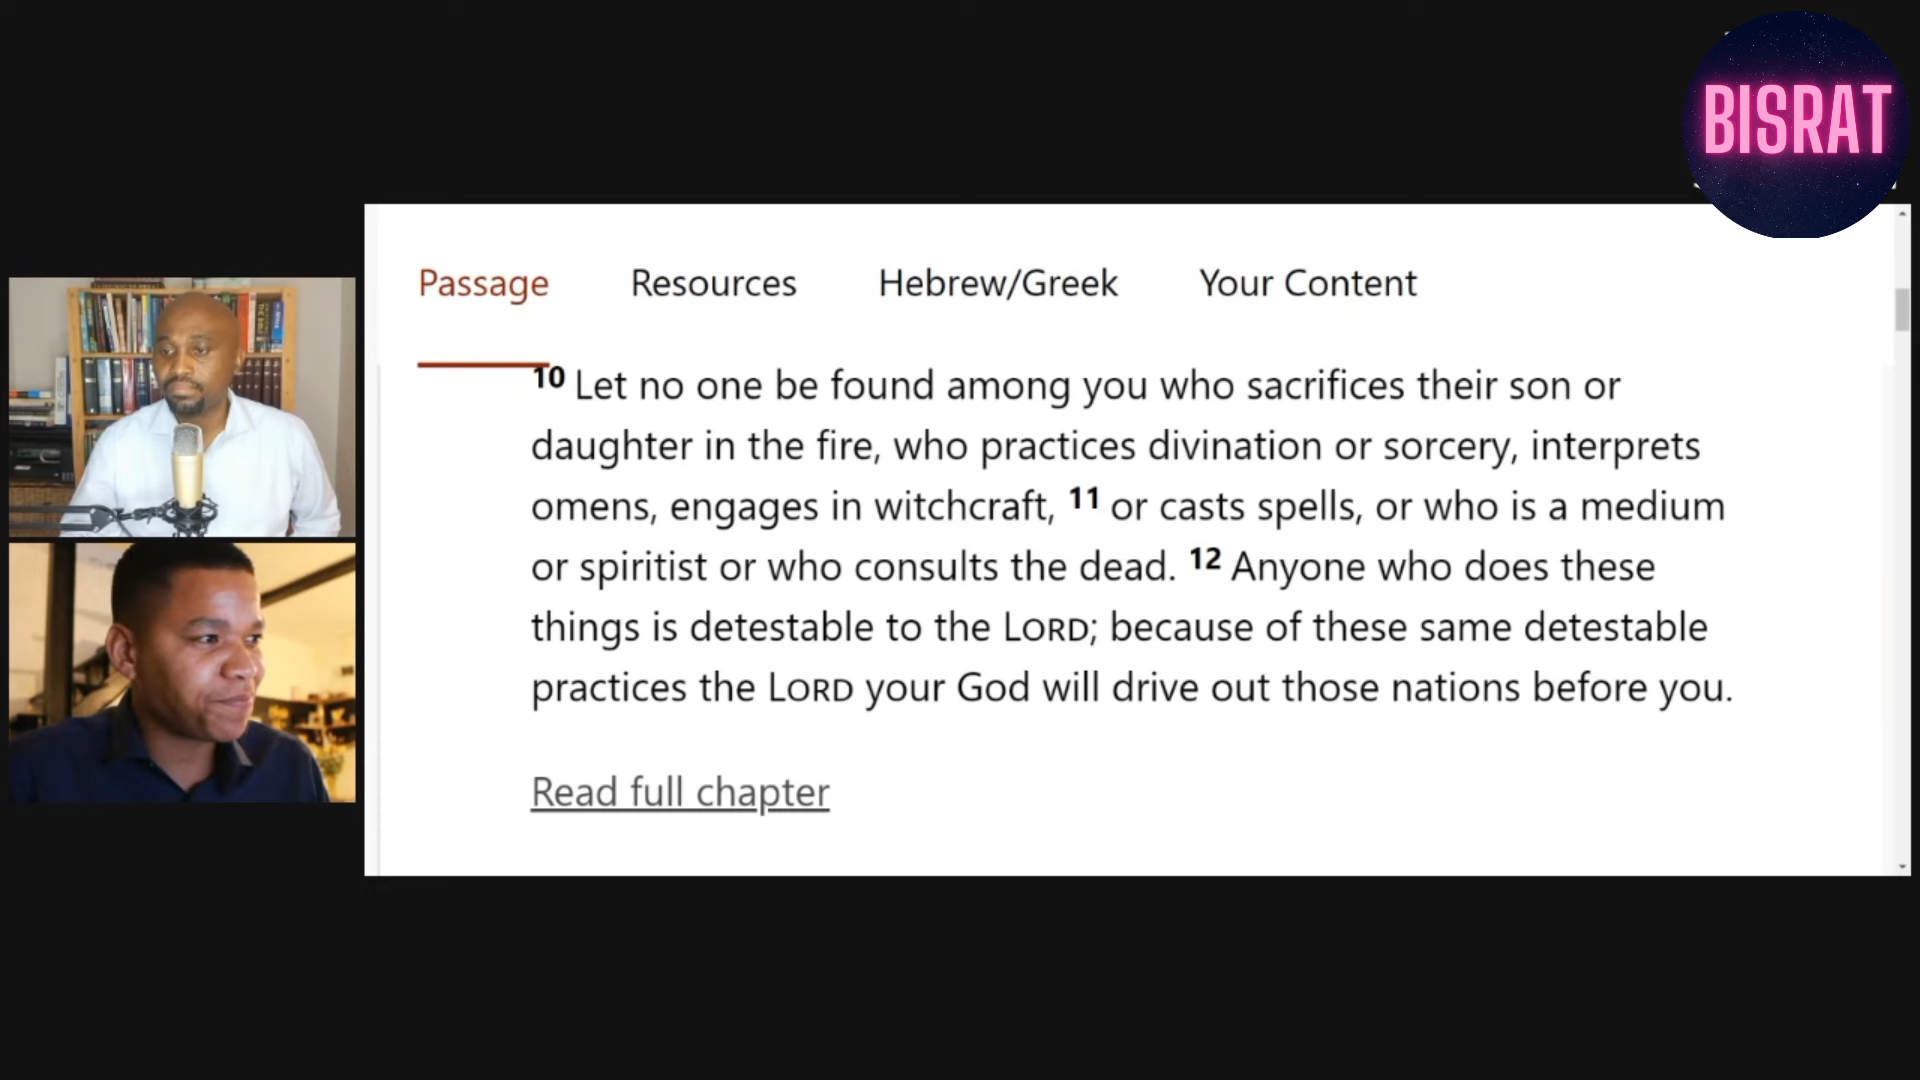 BISRAT
Passage Resources Hebrew/Greek Your Content
10 Let no one be found among you who sacrifices their son or
daughter in the fire, who practices divination or sorcery, interprets
omens, engages in witchcraft, 11 or casts spells, or who is a medium
or spiritist or who consults the dead. 12 Anyone who does these
things is detestable to the LORD; because of these same detestable
practices the LORD your God will drive out those nations before you.
Read full chapter